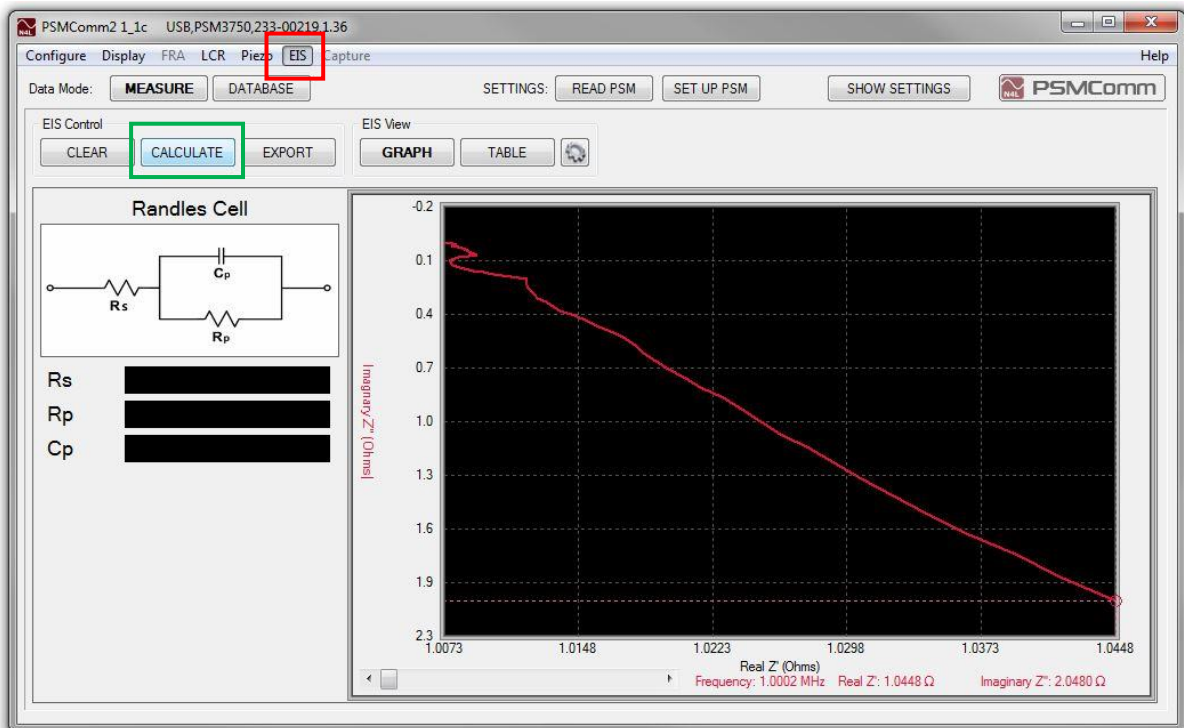 PSMComm2 1_1c USB,PSM3750,233-00219,1.36
Configure Display FRA LCR Piezo EIS Capture Help
Data Mode: MEASURE DATABASE SETTINGS: READ PSM SET UP PSM SHOW SETTINGS N4L PSMComm
EIS Control EIS View
CLEAR CALCULATE EXPORT GRAPH TABLE
Randles Cell
Cp
Rs
Rp
Rs
Rp
Cp
Imagnary Z" (Ohms)
-0.2
0.1
0.4
0.7
1.0
1.3
1.6
1.9
2.3
1.0073 1.0148 1.0223 1.0298 1.0373 1.0448
Real Z' (Ohms)
Frequency: 1.0002 MHz Real Z': 1.0448 Ω Imaginary Z": 2.0480 Ω